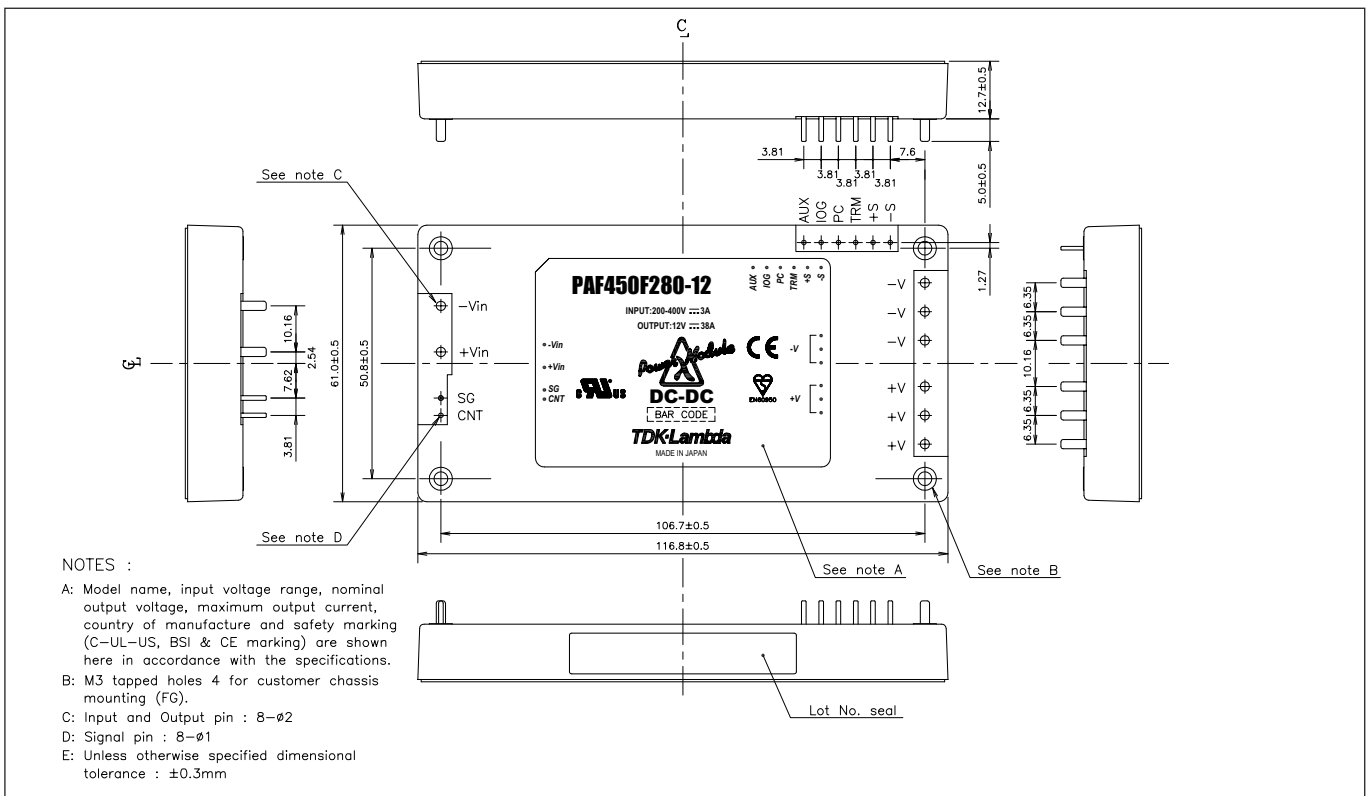 C
L
12.7±0.5
3.81
7.6
3.81 3.81
3.81 3.81
5.0±0.5
See note C
AUX
IOG
PC
TRM
+S
-S
1.27
PAF450F280-12
AUX
IOG
PC
TRM
+S
-S
INPUT:200-400V 3A
OUTPUT:12V 38A
-Vin
+Vin
SG
CNT
-Vin
+Vin
SG
CNT
Power Module
CE
-V
+V
EN60950
c UL US
DC-DC
BAR CODE
TDK-Lambda
MADE IN JAPAN
-V
-V
-V
+V
+V
+V
10.16
2.54
7.62
3.81
61.0±0.5
50.8±0.5
CL
6.35
6.35
10.16
6.35
6.35
See note D
106.7±0.5
116.8±0.5
See note A
See note B
Lot No. seal
NOTES :
A: Model name, input voltage range, nominal
output voltage, maximum output current,
country of manufacture and safety marking
(C-UL-US, BSI & CE marking) are shown
here in accordance with the specifications.
B: M3 tapped holes 4 for customer chassis
mounting (FG).
C: Input and Output pin : 8-ø2
D: Signal pin : 8-ø1
E: Unless otherwise specified dimensional
tolerance : ±0.3mm